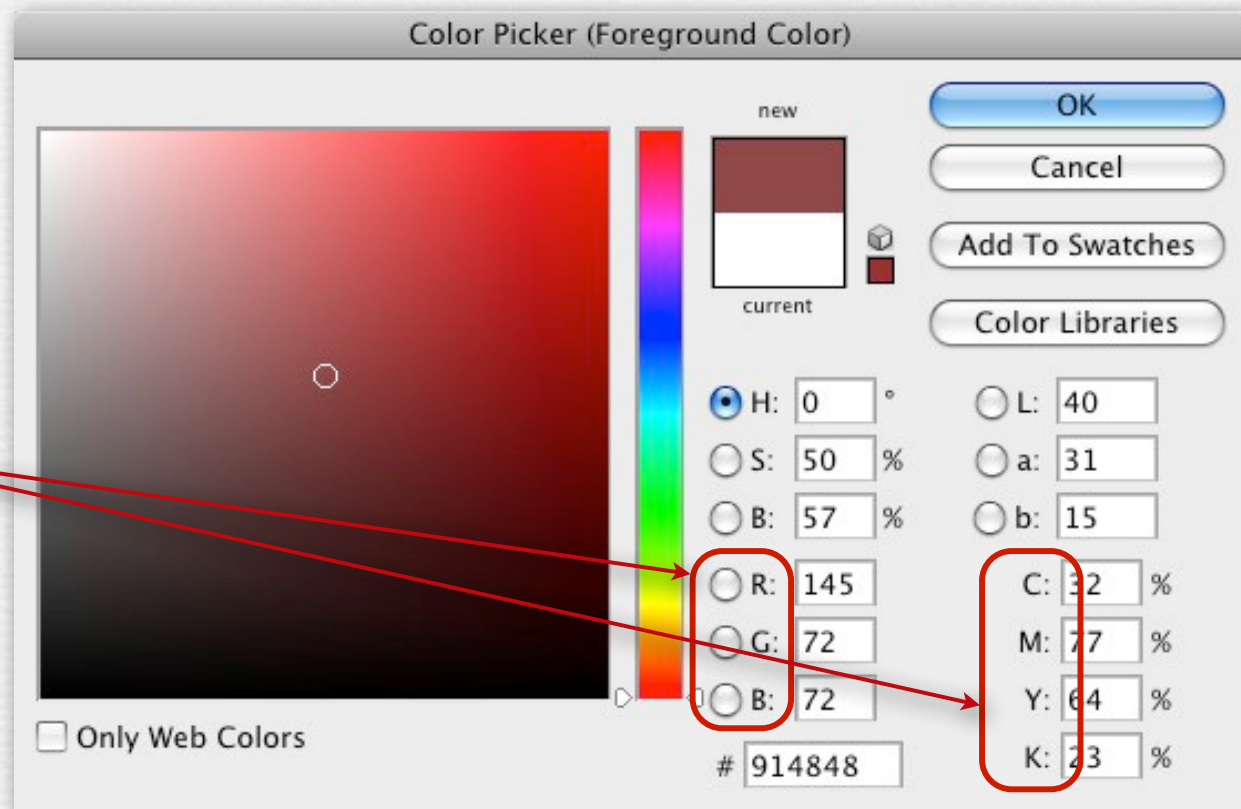 Color Picker (Foreground Color)
new
current
OK
Cancel
Add To Swatches
Color Libraries
H: 0 °
S: 50 %
B: 57 %
R: 145
G: 72
B: 72
# 914848
L: 40
a: 31
b: 15
C: 32 %
M: 77 %
Y: 64 %
K: 23 %
Only Web Colors